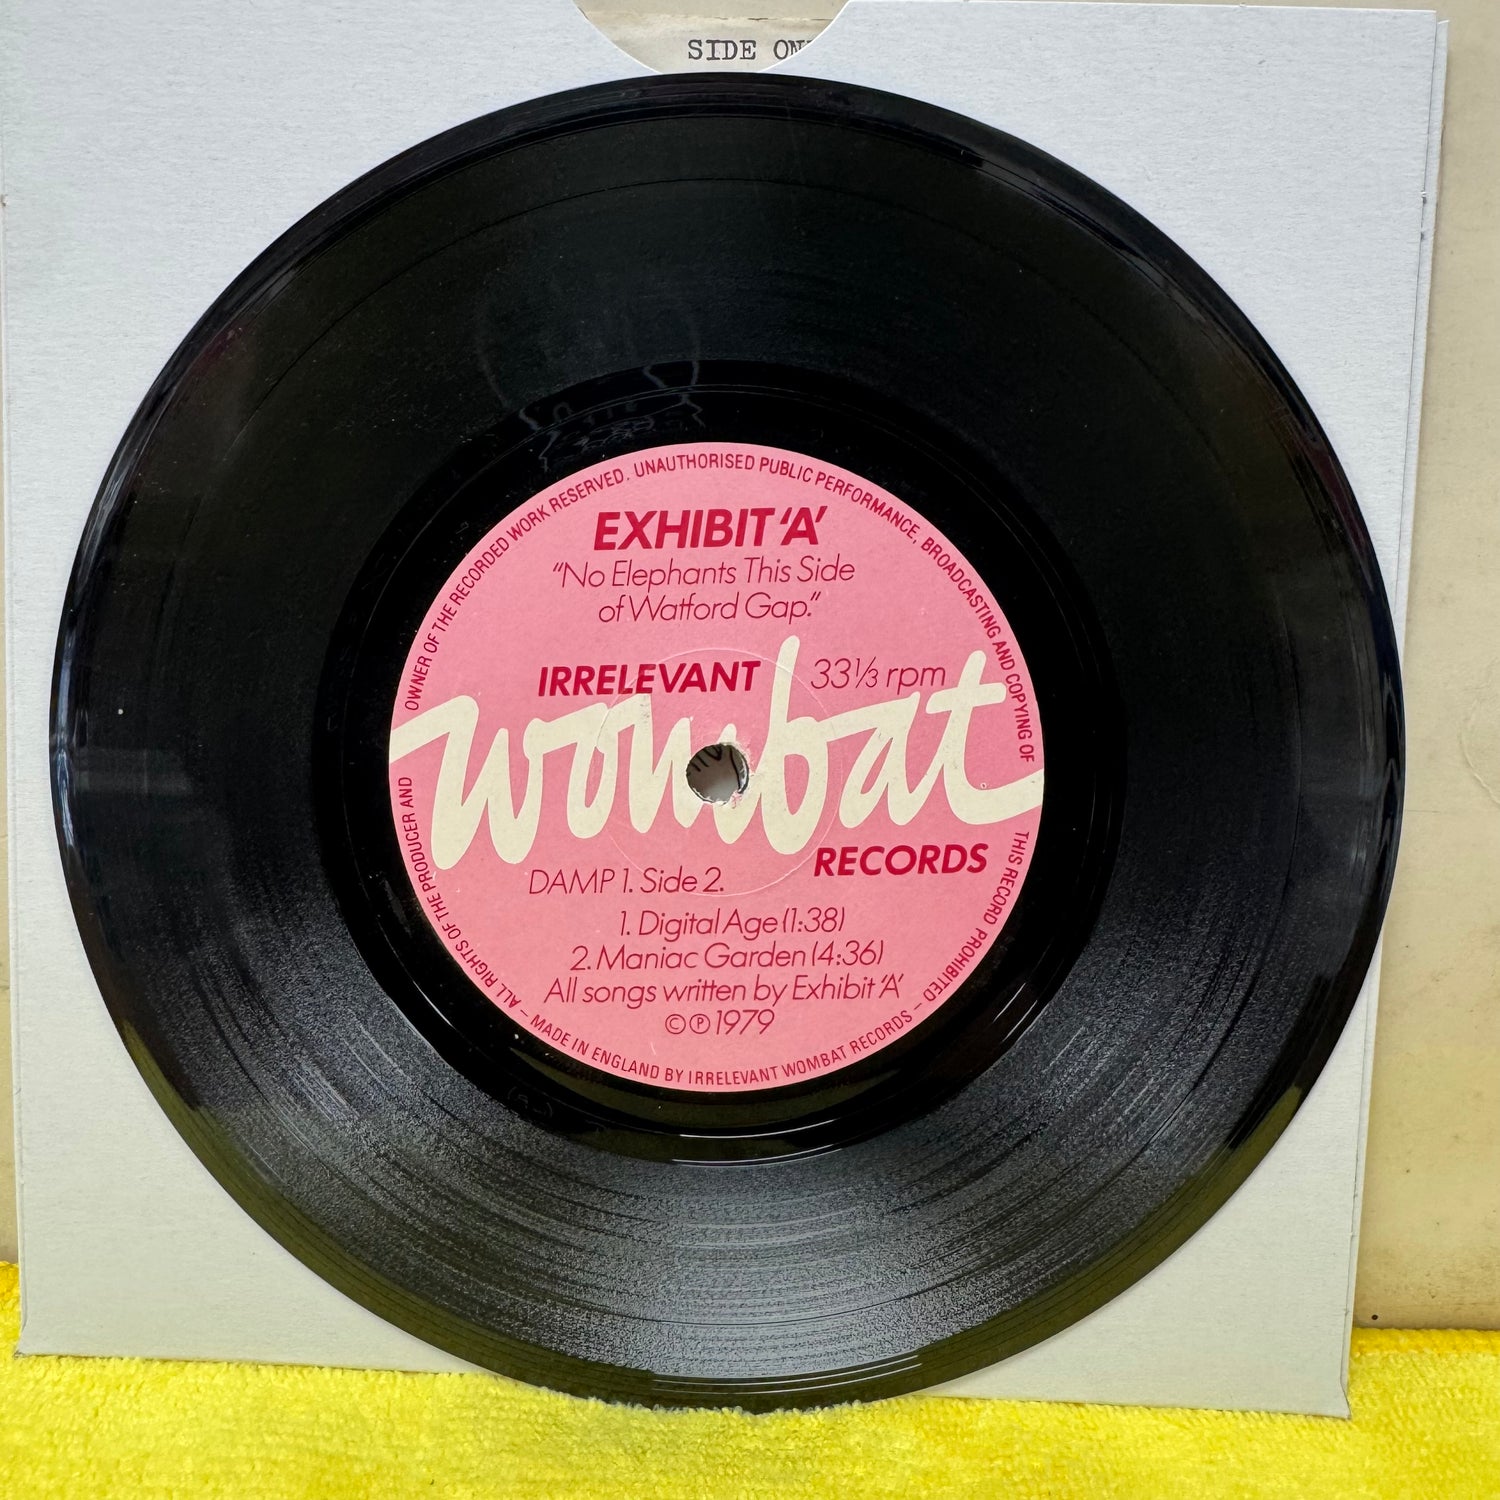 SIDE ON
EXHIBIT 'A'
"No Elephants This Side
of Watford Gap."
IRRELEVANT 33⅓ rpm
wombat
RECORDS
DAMP 1. Side 2.
1. Digital Age (1:38)
2. Maniac Garden (4:36)
All songs written by Exhibit 'A'
©℗1979
ALL RIGHTS OF THE PRODUCER AND OWNER OF THE RECORDED WORK RESERVED. UNAUTHORISED PUBLIC PERFORMANCE, BROADCASTING AND COPYING OF THIS RECORD PROHIBITED – MADE IN ENGLAND BY IRRELEVANT WOMBAT RECORDS –